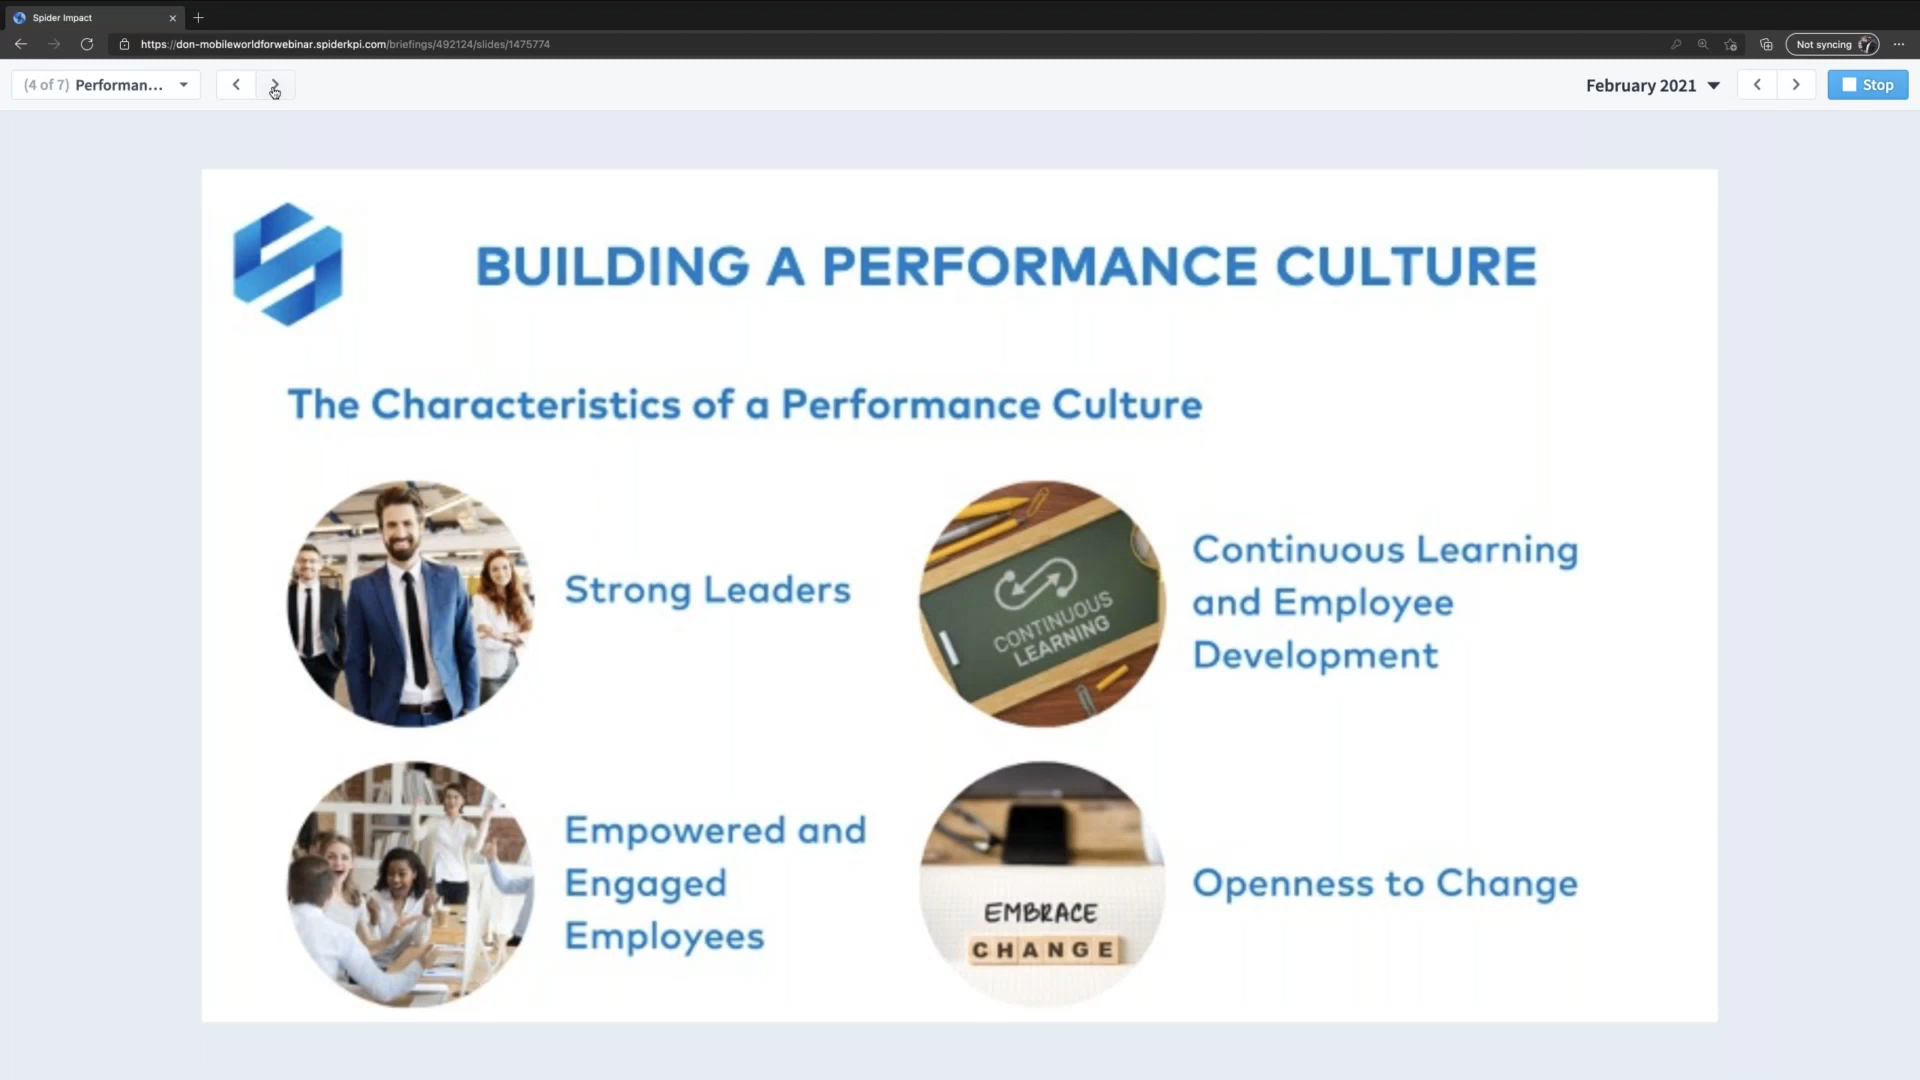 Spider Impact
https://don-mobileworldforwebinar.spiderkpi.com/briefings/492124/slides/1475774
Not syncing
(4 of 7) Performan...
February 2021
Stop
BUILDING A PERFORMANCE CULTURE
The Characteristics of a Performance Culture
Strong Leaders
CONTINUOUS
LEARNING
Continuous Learning
and Employee
Development
Empowered and
Engaged
Employees
EMBRACE
CHANGE
Openness to Change